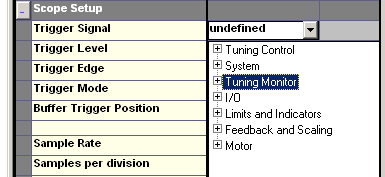 Scope Setup
Trigger Signal
undefined
Trigger Level
Tuning Control
Trigger Edge
System
Trigger Mode
Tuning Monitor
Buffer Trigger Position
I/O
Limits and Indicators
Sample Rate
Feedback and Scaling
Samples per division
Motor